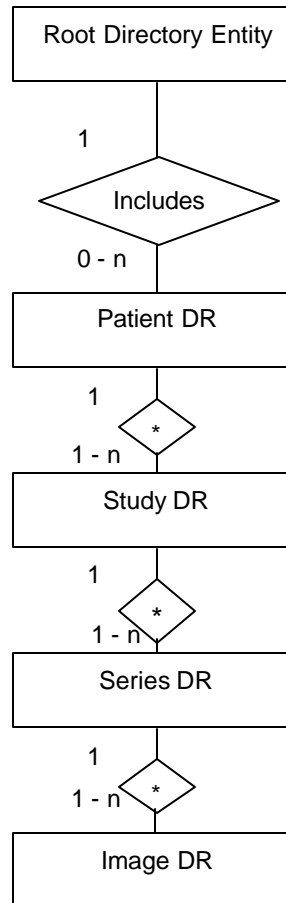 Root Directory Entity
1
Includes
0 - n
Patient DR
1
*
1 - n
Study DR
1
*
1 - n
Series DR
1
*
1 - n
Image DR